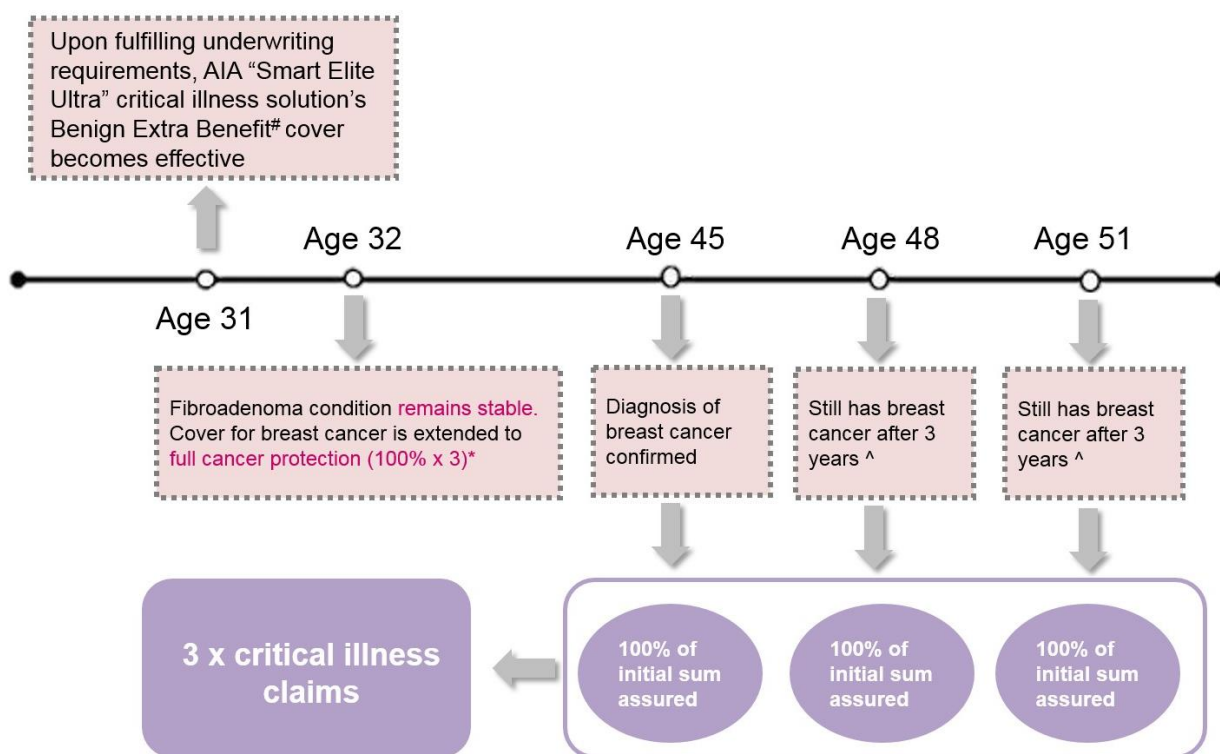 Upon fulfilling underwriting
requirements, AIA “Smart Elite
Ultra” critical illness solution’s
Benign Extra Benefit# cover
becomes effective
Age 32
Age 45
Age 48
Age 51
Age 31
Fibroadenoma condition remains stable.
Cover for breast cancer is extended to
full cancer protection (100% x 3)*
Diagnosis of
breast cancer
confirmed
Still has breast
cancer after 3
years ^
Still has breast
cancer after 3
years ^
3 x critical illness
claims
100% of
initial sum
assured
100% of
initial sum
assured
100% of
initial sum
assured